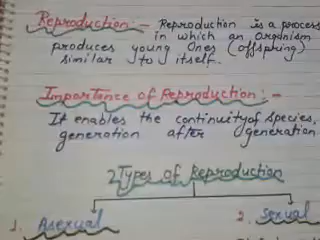 Reproduction:- Reproduction is a process
in which an Organism
produces young Ones (offspring)
similar to itself.
Importance of Reproduction:-
It enables the continuity of species,
generation after generation
2 Types of Reproduction
1. Asexual 2. Sexual